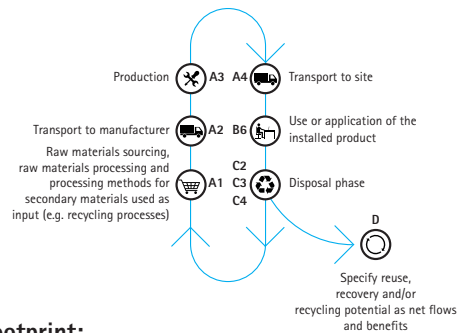 Production
A3
A4
Transport to site
Transport to manufacturer
A2
B6
Use or application of the
installed product
Raw materials sourcing,
raw materials processing and
processing methods for
secondary materials used as
input (e.g. recycling processes)
A1
C2
C3
C4
Disposal phase
D
Specify reuse,
recovery and/or
recycling potential as net flows
and benefits